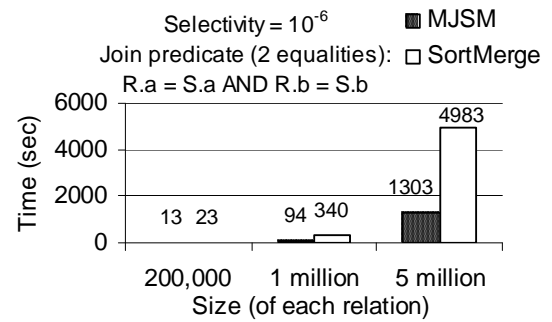 Selectivity = 10⁻⁶
MJSM
Join predicate (2 equalities):
SortMerge
R.a = S.a AND R.b = S.b
6000
4983
4000
Time (sec)
2000
1303
13 23
94 340
0
200,000 1 million 5 million
Size (of each relation)